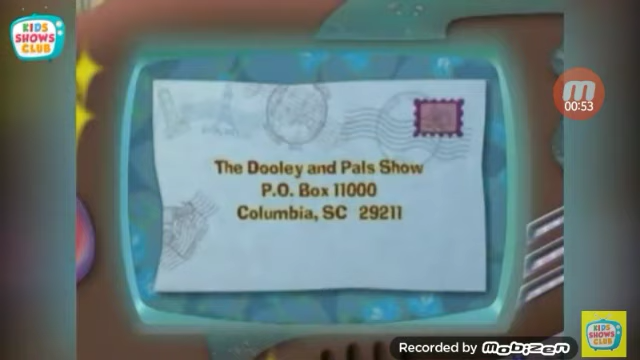 KIDS
SHOWS
CLUB
00:53
The Dooley and Pals Show
P.O. Box 11000
Columbia, SC 29211
Recorded by mobizen
KIDS
SHOWS
CLUB